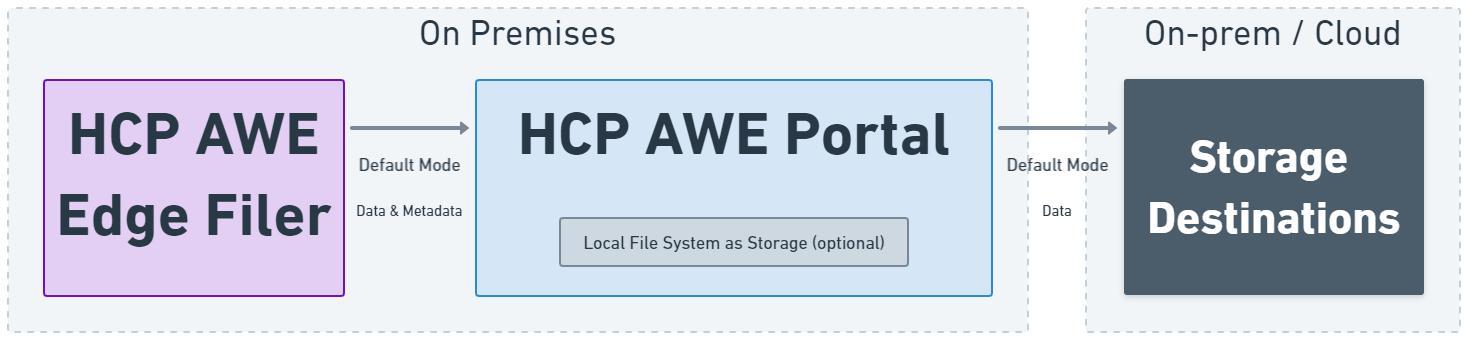 On Premises
HCP AWE
Edge Filer
Default Mode
Data & Metadata
HCP AWE Portal
Local File System as Storage (optional)
Default Mode
Data
On-prem / Cloud
Storage
Destinations